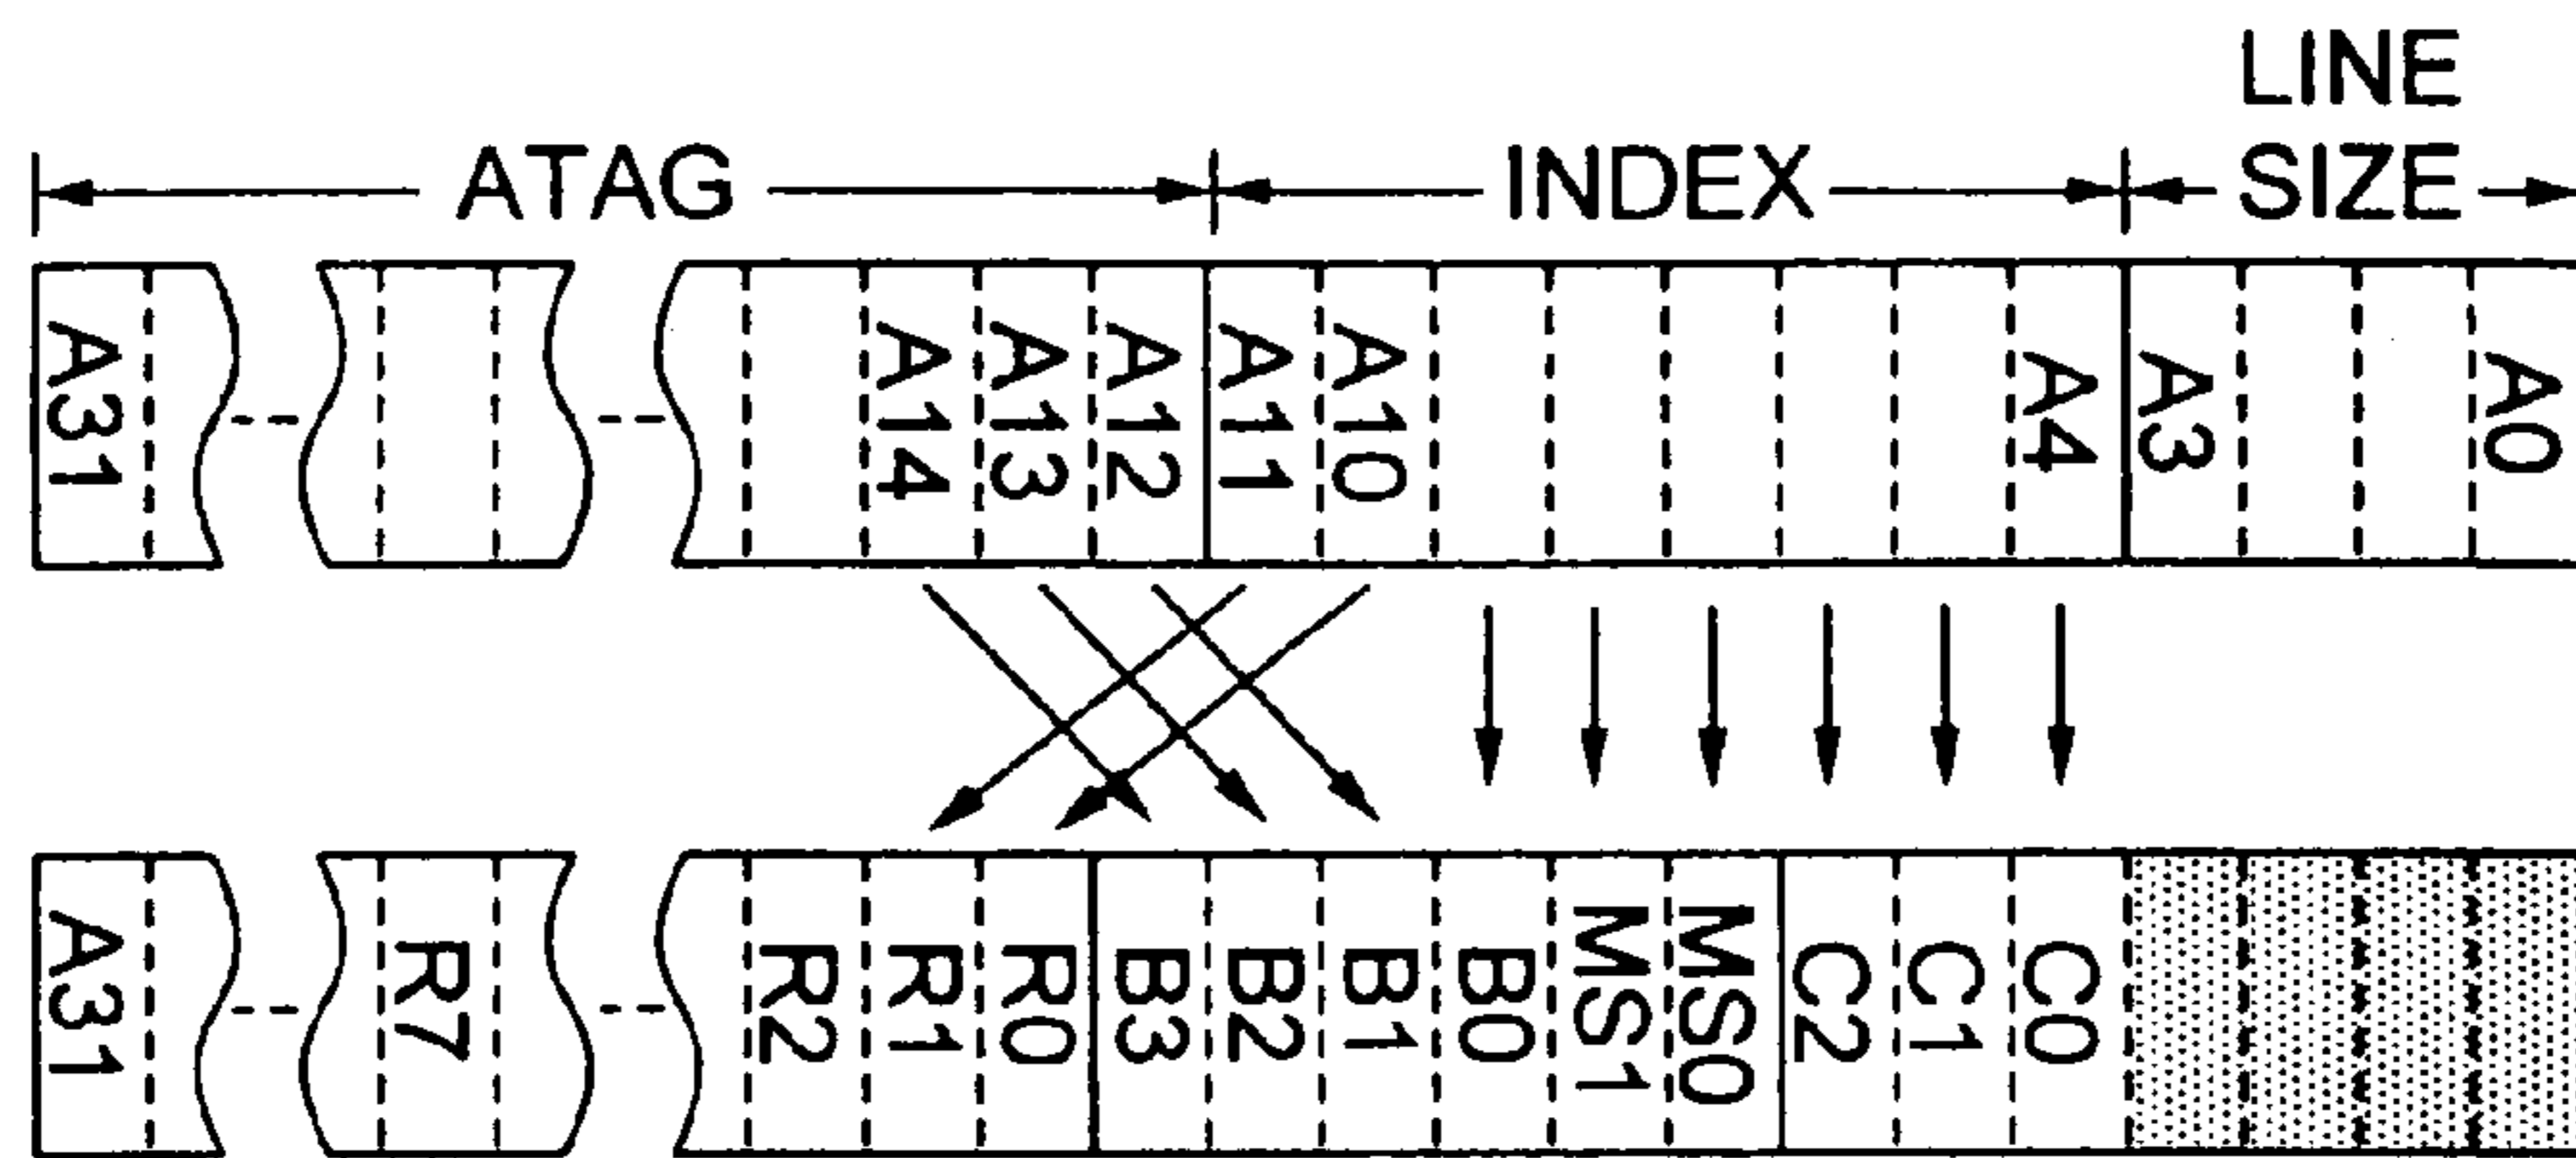 LINE
ATAG INDEX SIZE
A31 A14 A13 A12 A11 A10 A4 A3 A0
A31 R7 R2 R1 R0 B3 B2 B1 B0 MS1 MS0 C2 C1 C0